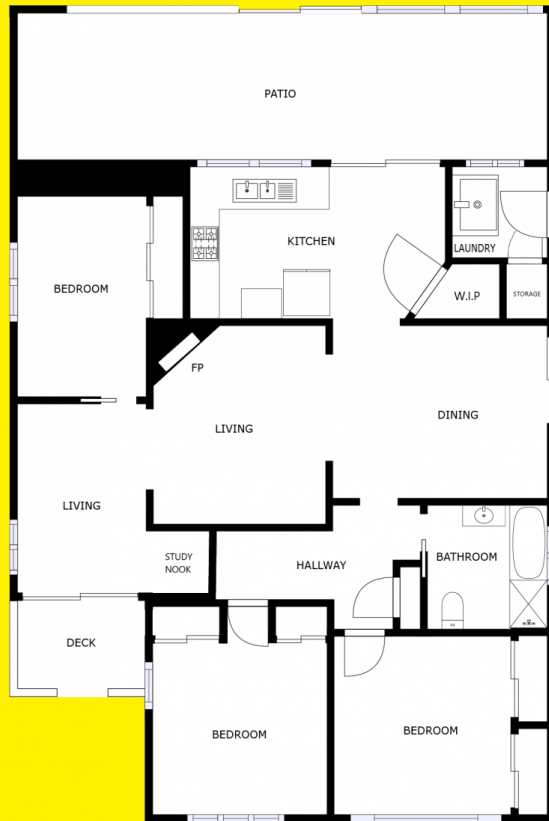 PATIO
KITCHEN
LAUNDRY
BEDROOM
W.I.P
STORAGE
FP
LIVING
DINING
LIVING
STUDY
NOOK
HALLWAY
BATHROOM
DECK
BEDROOM
BEDROOM